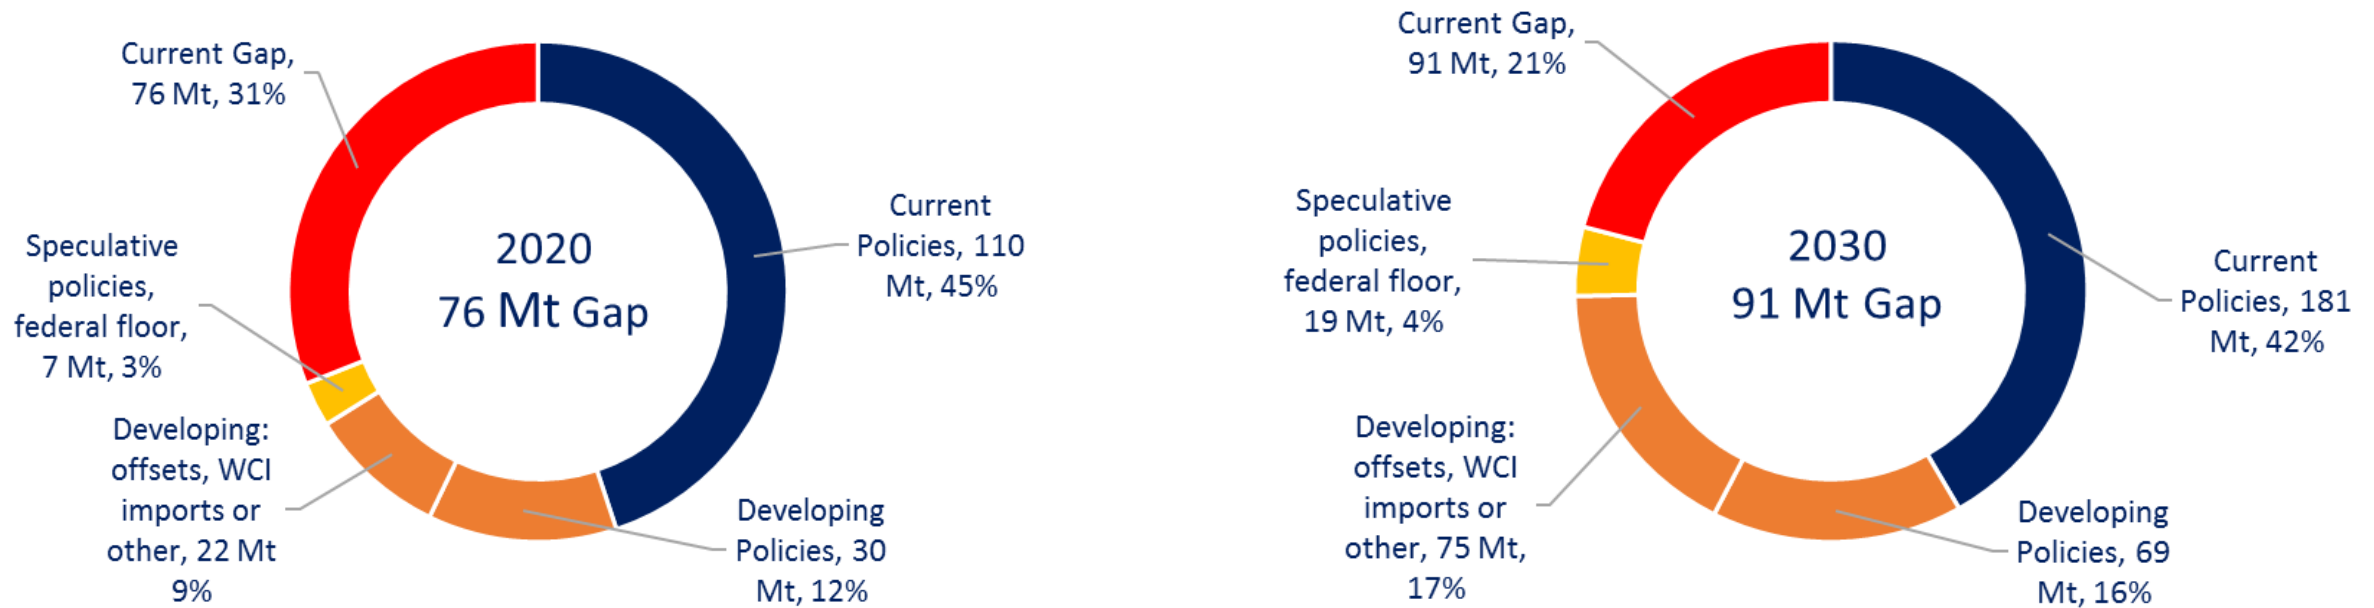 Current Gap,
76 Mt, 31%
Speculative
policies,
federal floor,
7 Mt, 3%
Developing:
offsets, WCI
imports or
other, 22 Mt
9%
2020
76 Mt Gap
Current
Policies, 110
Mt, 45%
Developing
Policies, 30
Mt, 12%
Current Gap,
91 Mt, 21%
Speculative
policies,
federal floor,
19 Mt, 4%
Developing:
offsets, WCI
imports or
other, 75 Mt,
17%
2030
91 Mt Gap
Current
Policies, 181
Mt, 42%
Developing
Policies, 69
Mt, 16%